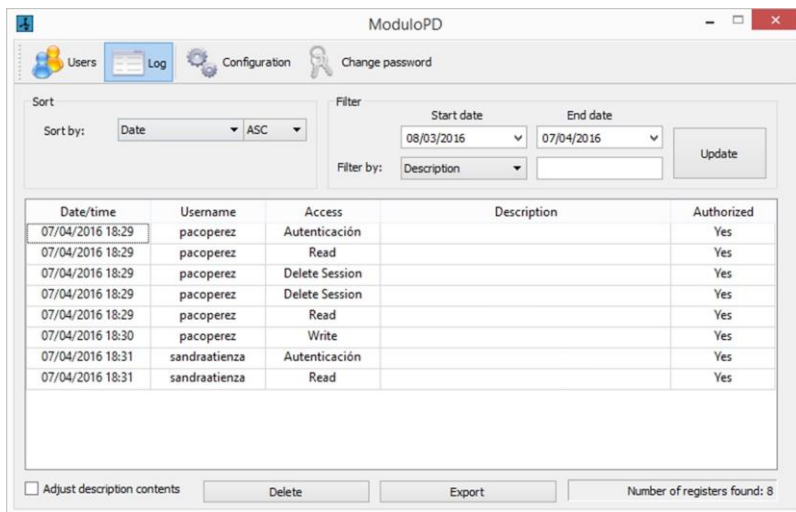 ModuloPD
Users Log Configuration Change password
Sort
Sort by: Date ASC
Filter
Start date End date
08/03/2016 07/04/2016
Filter by: Description
Update
Date/time Username Access Description Authorized
07/04/2016 18:29 pacoperez Autenticación Yes
07/04/2016 18:29 pacoperez Read Yes
07/04/2016 18:29 pacoperez Delete Session Yes
07/04/2016 18:29 pacoperez Delete Session Yes
07/04/2016 18:29 pacoperez Read Yes
07/04/2016 18:30 pacoperez Write Yes
07/04/2016 18:31 sandraatienza Autenticación Yes
07/04/2016 18:31 sandraatienza Read Yes
Adjust description contents Delete Export Number of registers found: 8